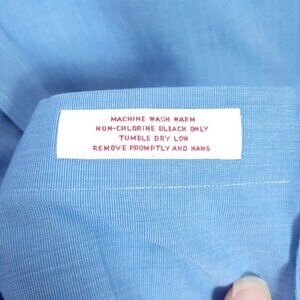 MACHINE WASH WARM
NON-CHLORINE BLEACH ONLY
TUMBLE DRY LOW
REMOVE PROMPTLY AND HANG